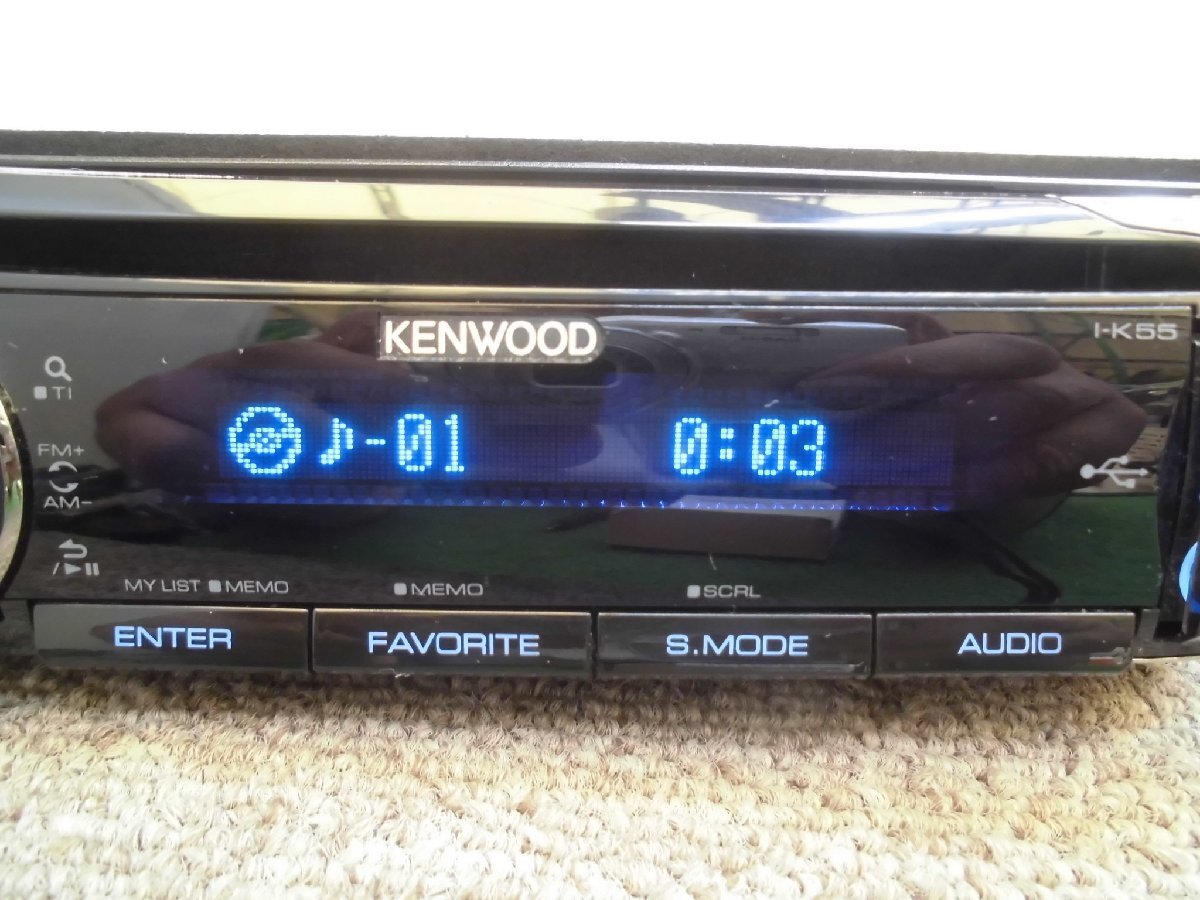 KENWOOD
I-K55
TI
-01 0:03
FM+
AM-
MY LIST MEMO
MEMO
SCRL
ENTER
FAVORITE
S.MODE
AUDIO